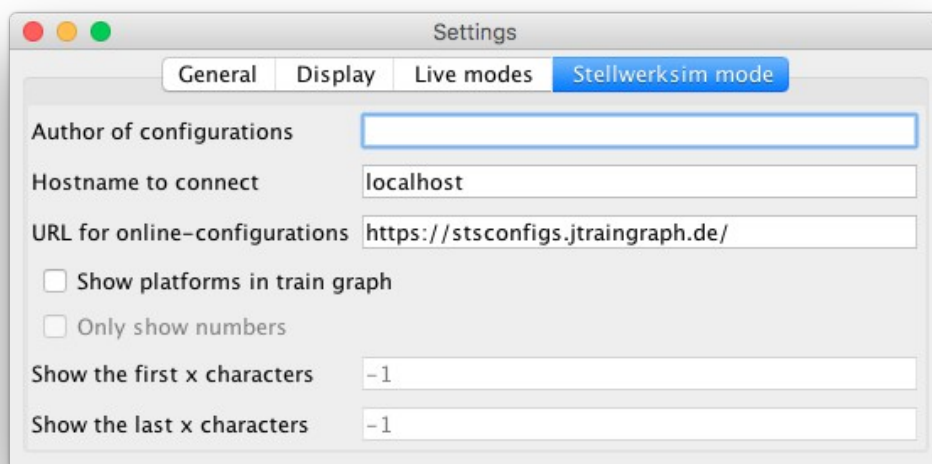 Settings
General Display Live modes Stellwerksim mode
Author of configurations
Hostname to connect localhost
URL for online-configurations https://stsconfigs.jtraingraph.de/
Show platforms in train graph
Only show numbers
Show the first x characters -1
Show the last x characters -1